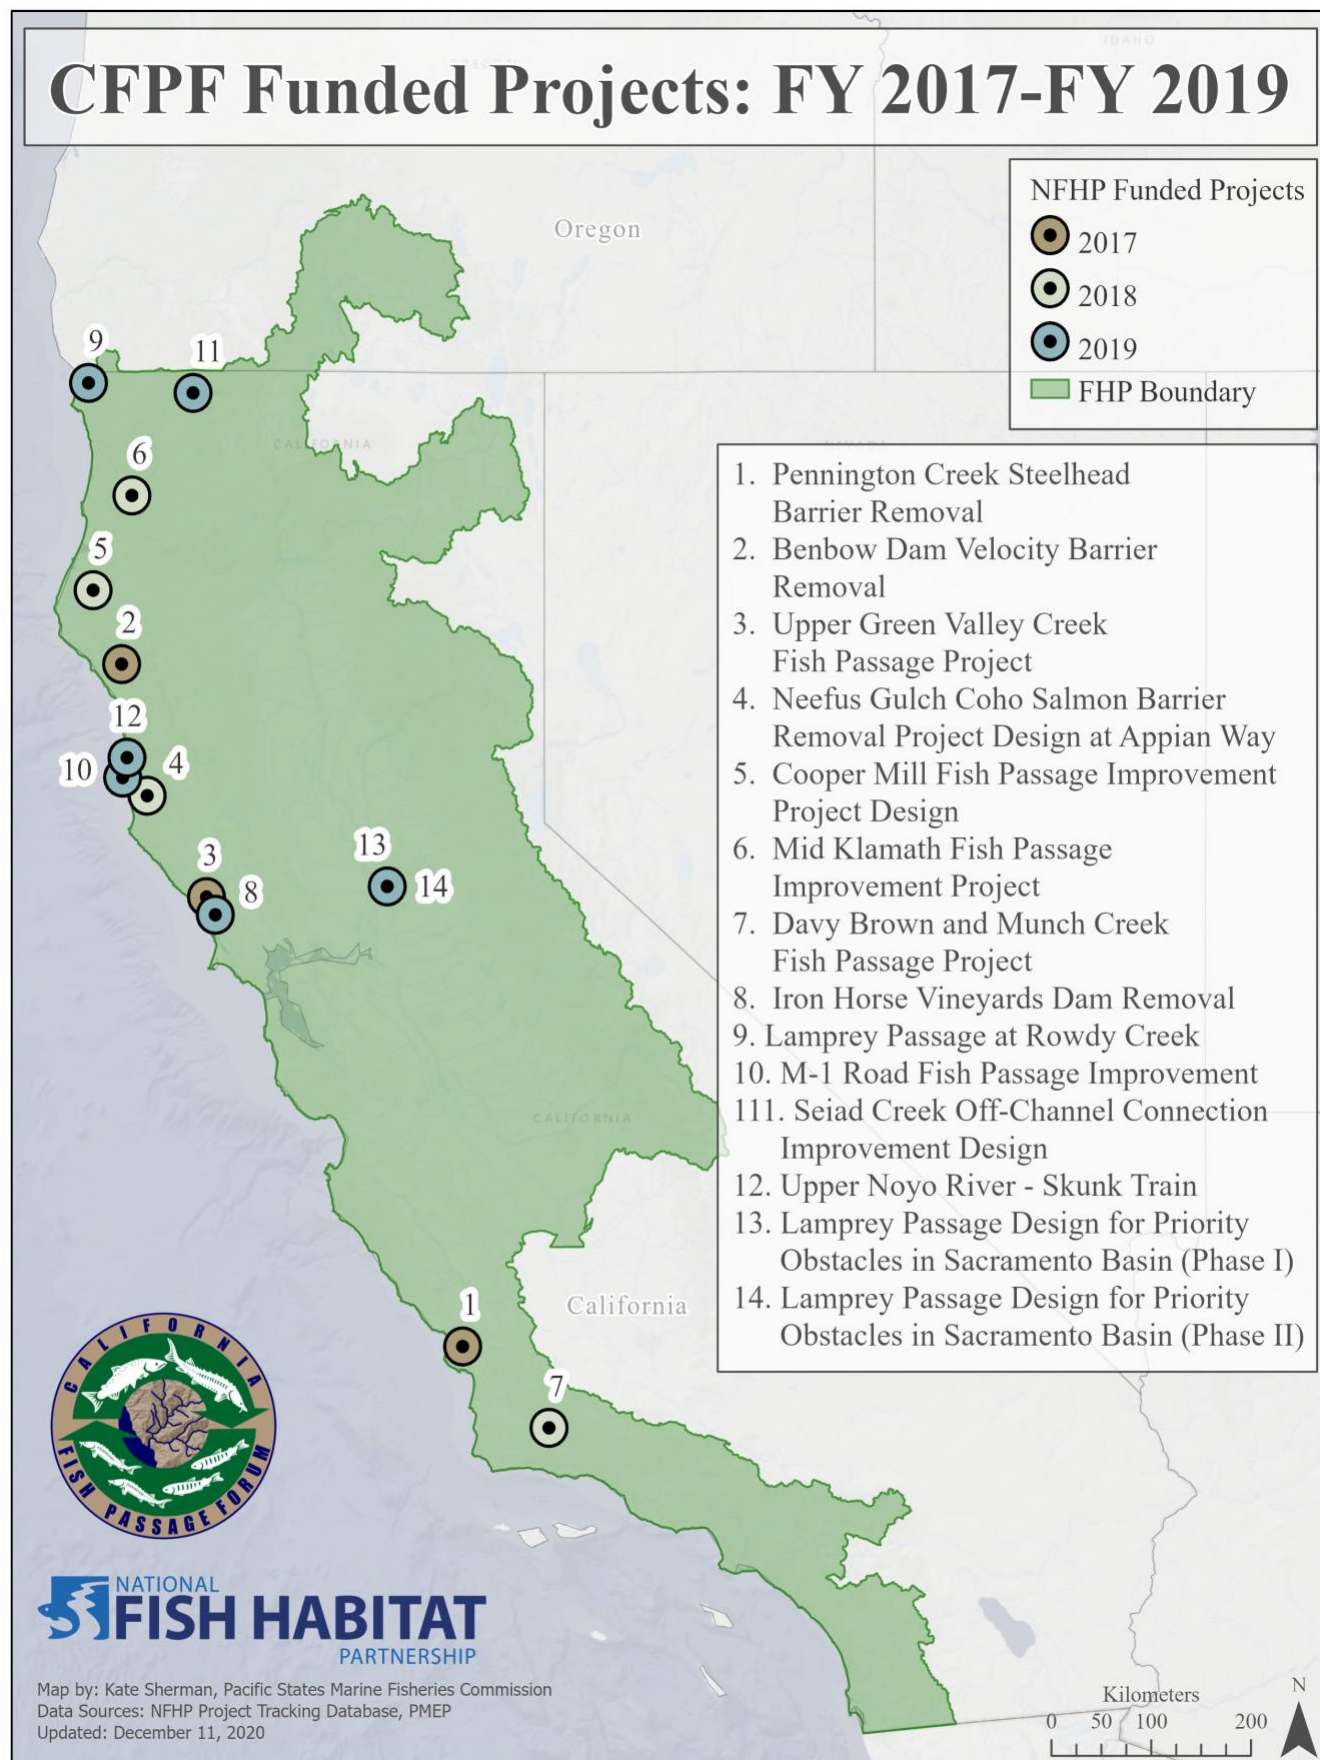 CFPF Funded Projects: FY 2017-FY 2019
OREGON
IDAHO
NFHP Funded Projects
2017
2018
2019
FHP Boundary
Oregon
9
11
CALIFORNIA
NEVADA
6
5
2
12
10
4
3
8
13
14
CALIFORNIA
1
California
7
1. Pennington Creek Steelhead
Barrier Removal
2. Benbow Dam Velocity Barrier
Removal
3. Upper Green Valley Creek
Fish Passage Project
4. Neefus Gulch Coho Salmon Barrier
Removal Project Design at Appian Way
5. Cooper Mill Fish Passage Improvement
Project Design
6. Mid Klamath Fish Passage
Improvement Project
7. Davy Brown and Munch Creek
Fish Passage Project
8. Iron Horse Vineyards Dam Removal
9. Lamprey Passage at Rowdy Creek
10. M-1 Road Fish Passage Improvement
111. Seiad Creek Off-Channel Connection
Improvement Design
12. Upper Noyo River - Skunk Train
13. Lamprey Passage Design for Priority
Obstacles in Sacramento Basin (Phase I)
14. Lamprey Passage Design for Priority
Obstacles in Sacramento Basin (Phase II)
CALIFORNIA
FISH PASSAGE FORUM
NATIONAL
FISH HABITAT
PARTNERSHIP
Map by: Kate Sherman, Pacific States Marine Fisheries Commission
Data Sources: NFHP Project Tracking Database, PMEP
Updated: December 11, 2020
Kilometers
0 50 100 200
N